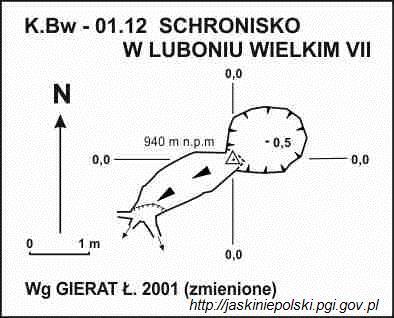 K.Bw - 01.12 SCHRONISKO
W LUBONIU WIELKIM VII
0,0
N
940 m n.p.m
- 0,5
0,0
0,0
0 1 m
0,0
Wg GIERAT Ł. 2001 (zmienione)
http://jaskiniepolski.pgi.gov.pl